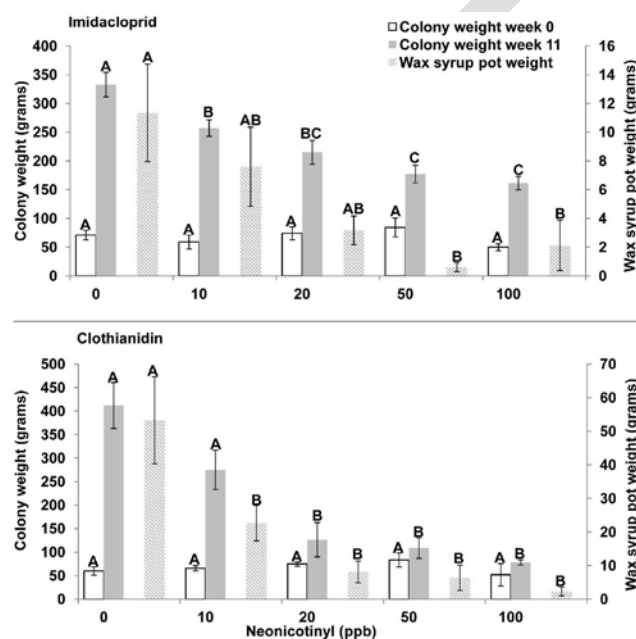 Imidacloprid
Colony weight week 0
Colony weight week 11
Wax syrup pot weight
Colony weight (grams)
400
350
300
250
200
150
100
50
0
A
A
A
A
B
AB
A
BC
AB
A
C
B
A
C
B
16
14
12
10
8
6
4
2
0
Wax syrup pot weight (grams)
0 10 20 50 100
Clothianidin
Colony weight (grams)
500
450
400
350
300
250
200
150
100
50
0
A
A
A
A
A
B
A
B
B
A
B
B
A
B
B
70
60
50
40
30
20
10
0
Wax syrup pot weight (grams)
0 10 20 50 100
Neonicotinyl (ppb)